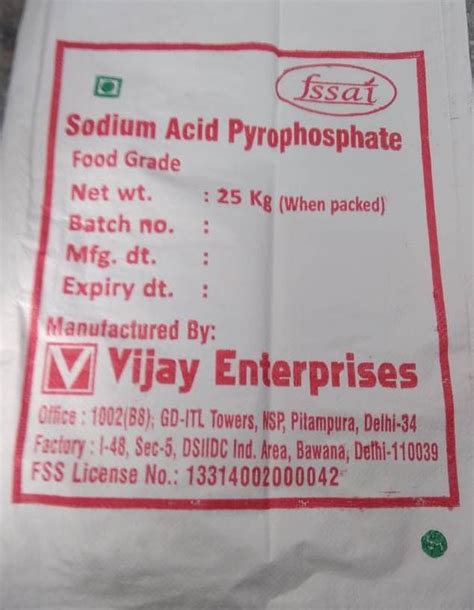 fssai
Sodium Acid Pyrophosphate
Food Grade
Net wt. : 25 Kg (When packed)
Batch no. :
Mfg. dt. :
Expiry dt. :
Manufactured By:
V Vijay Enterprises
Office : 1002(B8), GD-ITL Towers, NSP, Pitampura, Delhi-34
Factory : I-48, Sec-5, DSIIDC Ind. Area, Bawana, Delhi-110039
FSS License No.: 13314002000042